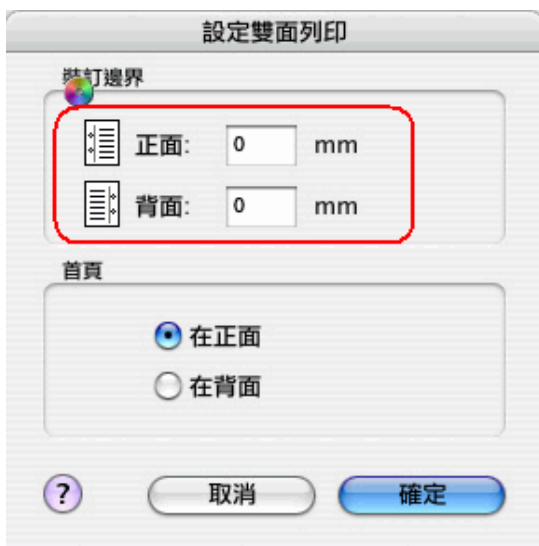 設定雙面列印
裝訂邊界
正面: 0 mm
背面: 0 mm
首頁
在正面
在背面
? 取消 確定